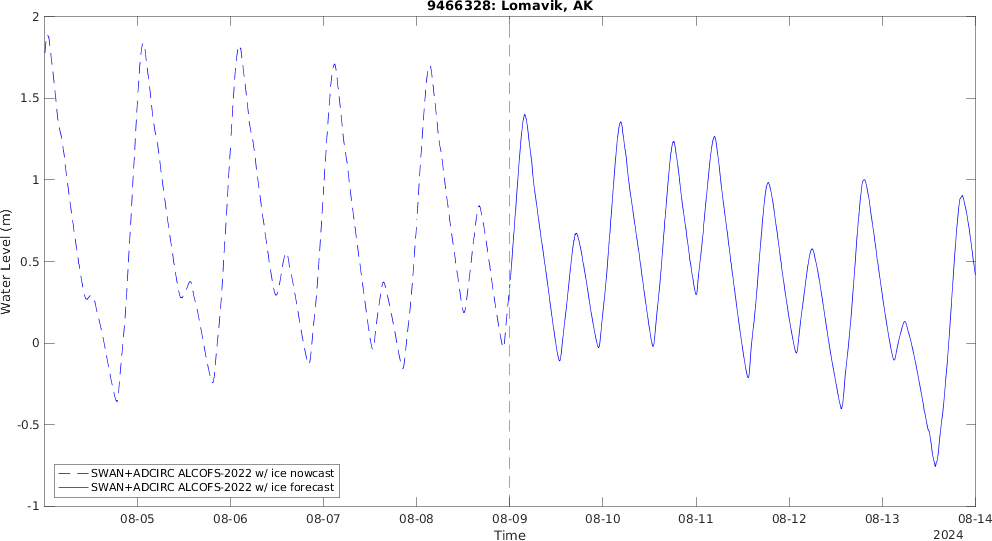 9466328: Lomavik, AK
2
1.5
1
0.5
0
-0.5
-1
Water Level (m)
SWAN+ADCIRC ALCOFS-2022 w/ ice nowcast
SWAN+ADCIRC ALCOFS-2022 w/ ice forecast
08-05 08-06 08-07 08-08 08-09 08-10 08-11 08-12 08-13 08-14
Time
2024